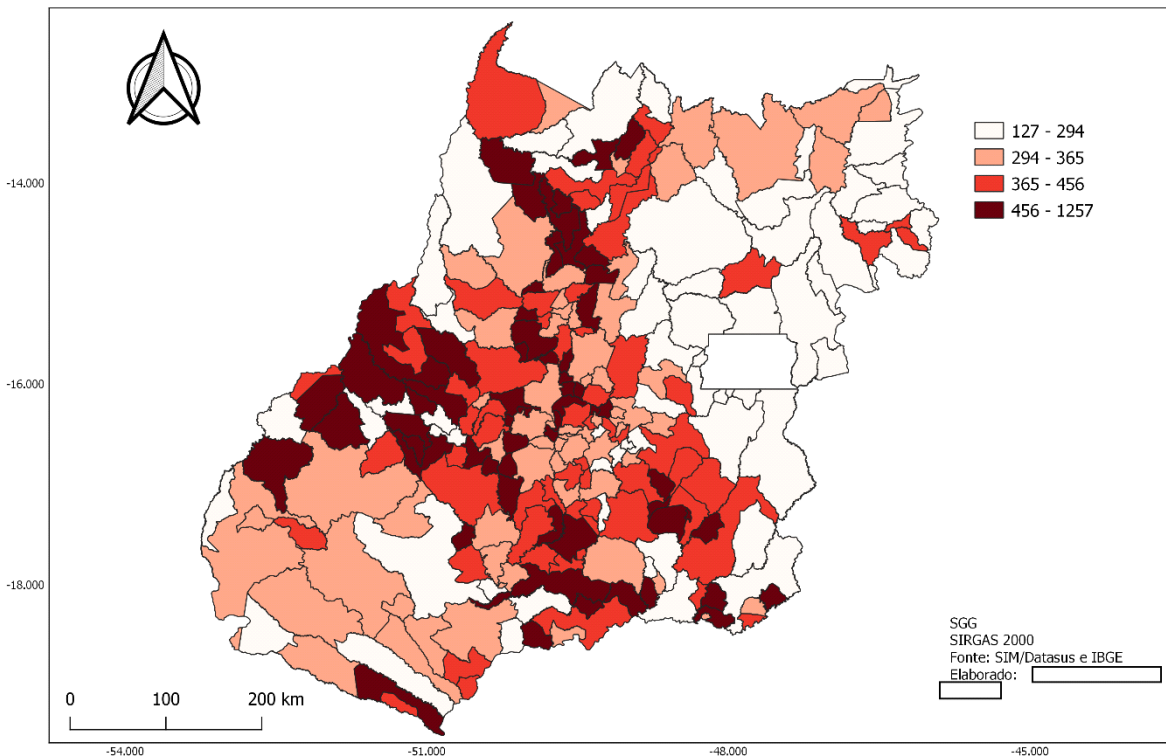 127 - 294
294 - 365
365 - 456
456 - 1257
-14.000
-16.000
-18.000
SGG
SIRGAS 2000
Fonte: SIM/Datasus e IBGE
Elaborado:
0 100 200 km
-54.000 -51.000 -48.000 -45.000